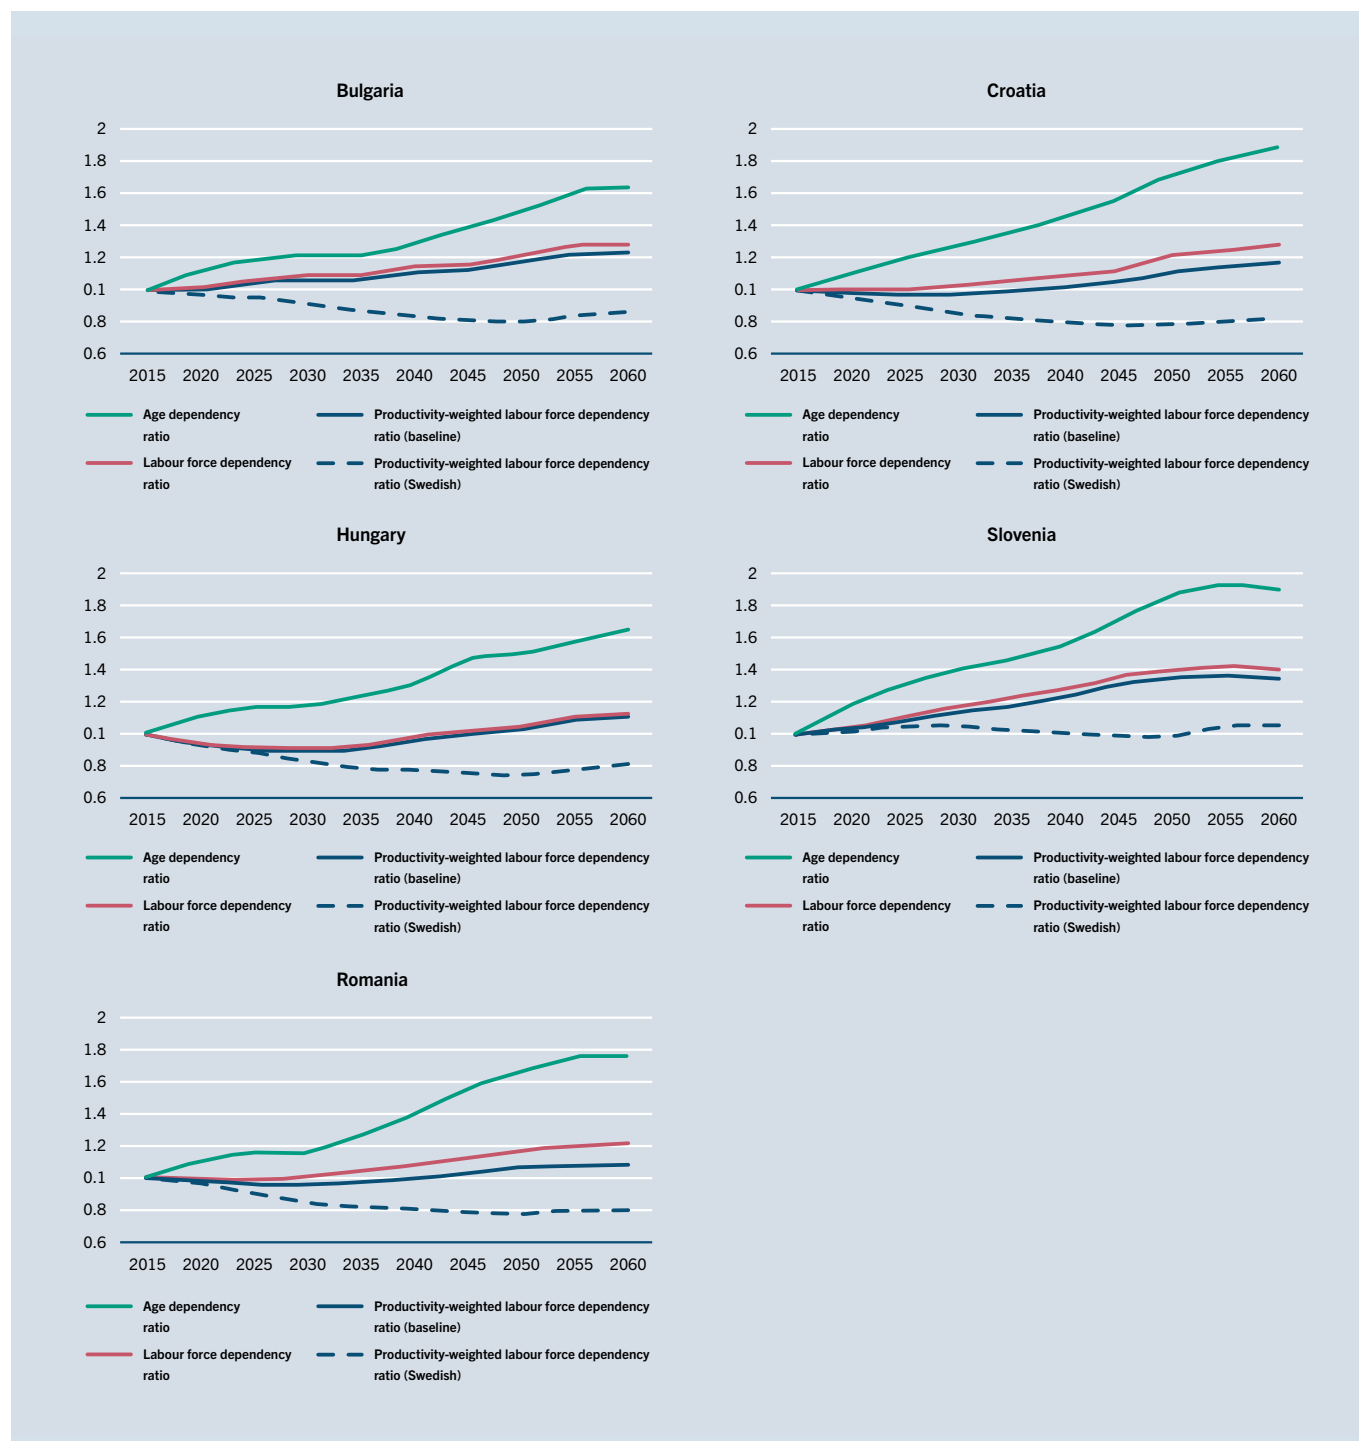 Bulgaria
2
1.8
1.6
1.4
1.2
0.1
0.8
0.6
2015 2020 2025 2030 2035 2040 2045 2050 2055 2060
Age dependency
ratio
Productivity-weighted labour force dependency
ratio (baseline)
Labour force dependency
ratio
Productivity-weighted labour force dependency
ratio (Swedish)
Croatia
2
1.8
1.6
1.4
1.2
0.1
0.8
0.6
2015 2020 2025 2030 2035 2040 2045 2050 2055 2060
Age dependency
ratio
Productivity-weighted labour force dependency
ratio (baseline)
Labour force dependency
ratio
Productivity-weighted labour force dependency
ratio (Swedish)
Hungary
2
1.8
1.6
1.4
1.2
0.1
0.8
0.6
2015 2020 2025 2030 2035 2040 2045 2050 2055 2060
Age dependency
ratio
Productivity-weighted labour force dependency
ratio (baseline)
Labour force dependency
ratio
Productivity-weighted labour force dependency
ratio (Swedish)
Slovenia
2
1.8
1.6
1.4
1.2
0.1
0.8
0.6
2015 2020 2025 2030 2035 2040 2045 2050 2055 2060
Age dependency
ratio
Productivity-weighted labour force dependency
ratio (baseline)
Labour force dependency
ratio
Productivity-weighted labour force dependency
ratio (Swedish)
Romania
2
1.8
1.6
1.4
1.2
0.1
0.8
0.6
2015 2020 2025 2030 2035 2040 2045 2050 2055 2060
Age dependency
ratio
Productivity-weighted labour force dependency
ratio (baseline)
Labour force dependency
ratio
Productivity-weighted labour force dependency
ratio (Swedish)